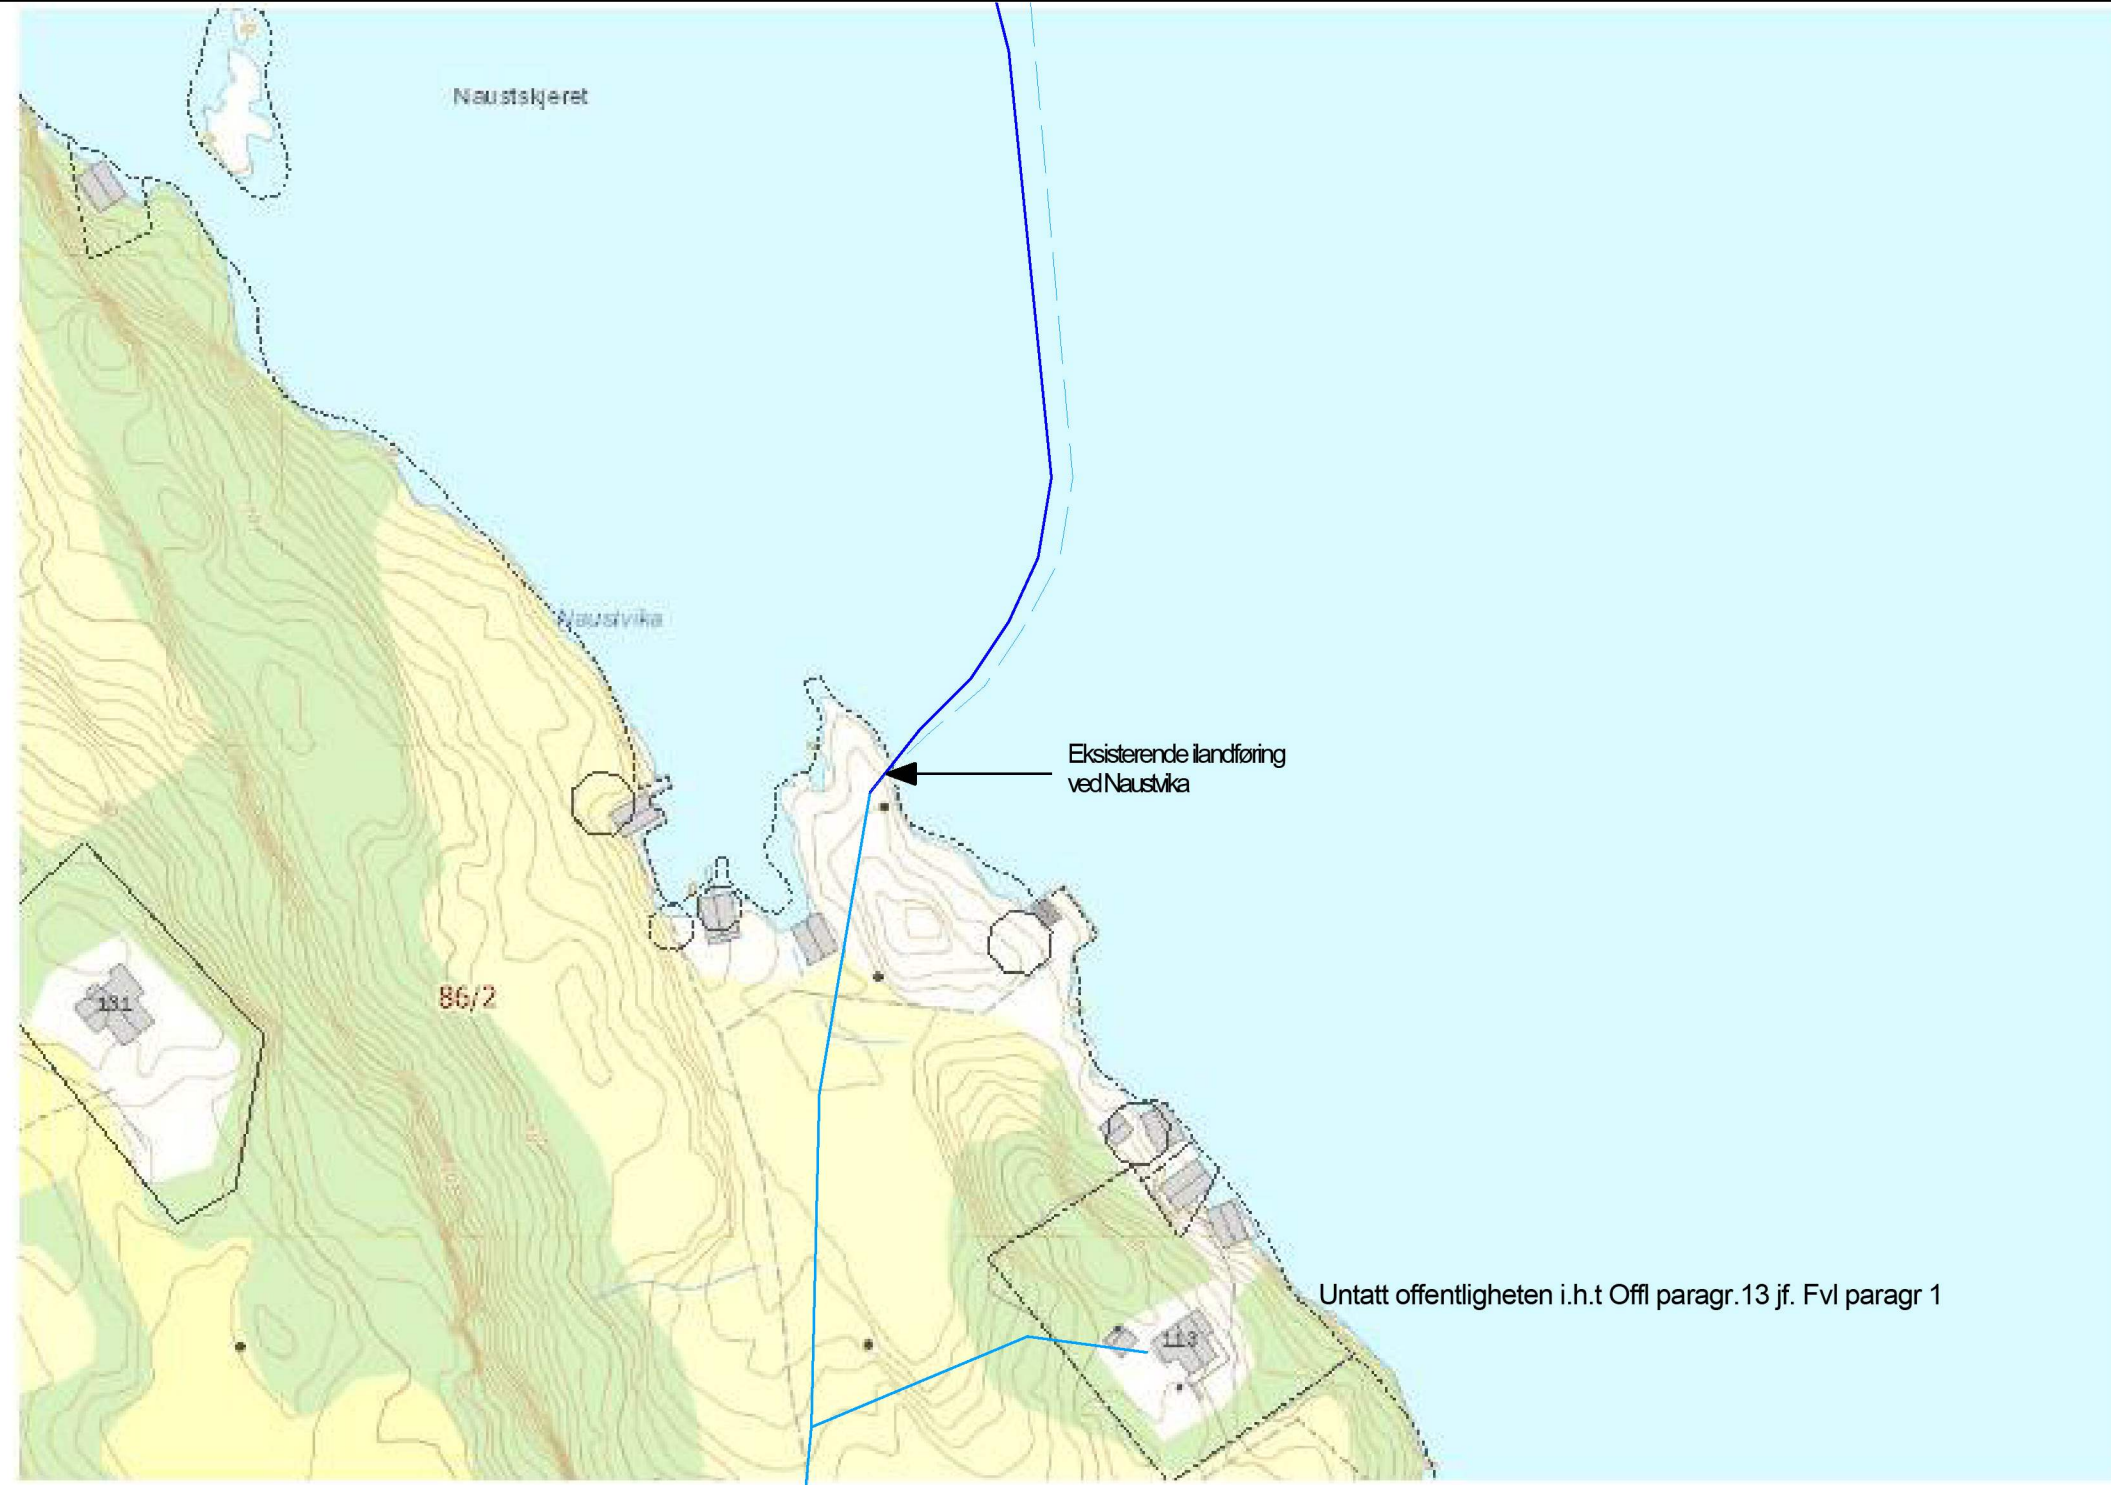 Naustskjeret
Naustvika
Eksisterende ilandføring
ved Naustvika
131
86/2
Untatt offentligheten i.h.t Offl paragr.13 jf. Fvl paragr 1
113